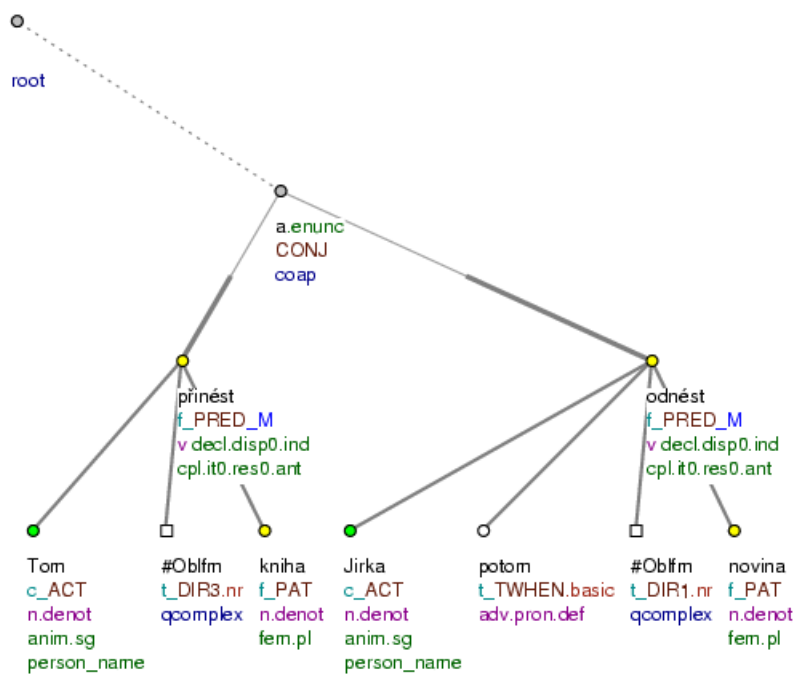 root
a.enunc
CONJ
coap
přinést
f_PRED_M
v decl.disp0.ind
cpl.it0.res0.ant
odnést
f_PRED_M
v decl.disp0.ind
cpl.it0.res0.ant
Tom
c_ACT
n.denot
anim.sg
person_name
#Oblfm
t_DIR3.nr
qcomplex
kniha
f_PAT
n.denot
fem.pl
Jirka
c_ACT
n.denot
anim.sg
person_name
potom
t_TWHEN.basic
adv.pron.def
#Oblfm
t_DIR1.nr
qcomplex
novina
f_PAT
n.denot
fem.pl